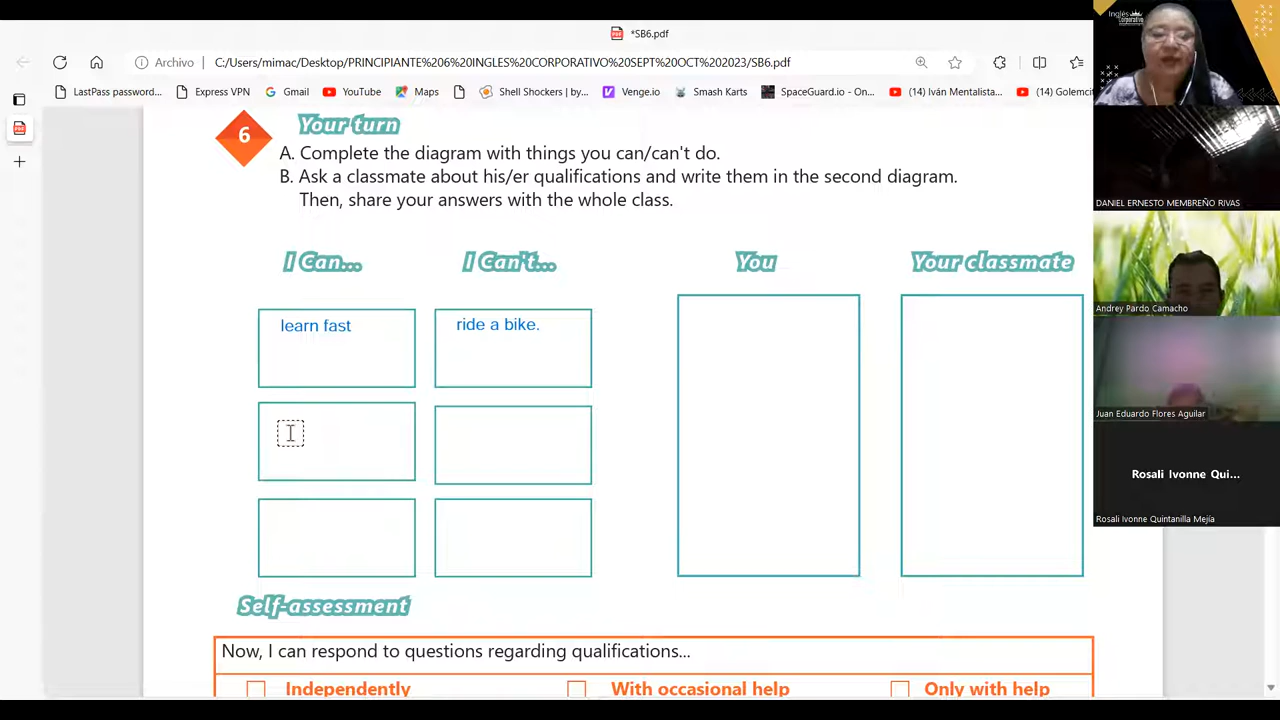 *SB6.pdf
Archivo
C:/Users/mimac/Desktop/PRINCIPIANTE%206%20INGLES%20CORPORATIVO%20SEPT%20OCT%202023/SB6.pdf
LastPass password...
Express VPN
Gmail
YouTube
Maps
Shell Shockers | by...
Venge.io
Smash Karts
SpaceGuard.io - On...
(14) Iván Mentalista...
(14) Golemcit
6
Your turn
A. Complete the diagram with things you can/can't do.
B. Ask a classmate about his/er qualifications and write them in the second diagram.
Then, share your answers with the whole class.
I Can...
I Can't...
You
Your classmate
learn fast
ride a bike.
Self-assessment
Now, I can respond to questions regarding qualifications...
Independently
With occasional help
Only with help
Inglés
Corporativo
DANIEL ERNESTO MEMBREÑO RIVAS
Andrey Pardo Camacho
Juan Eduardo Flores Aguilar
Rosali Ivonne Qui...
Rosali Ivonne Quintanilla Mejía